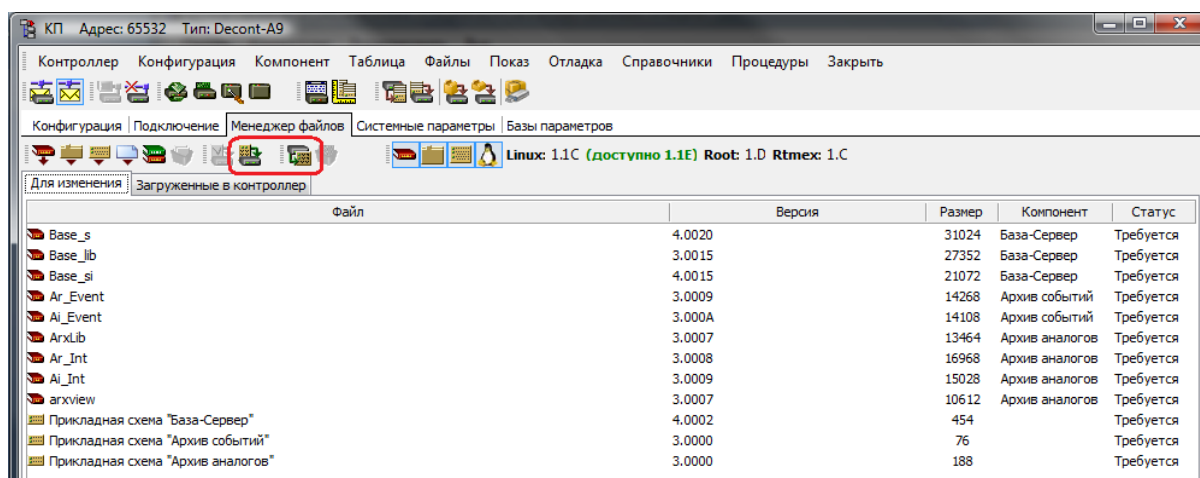 КП Адрес: 65532 Тип: Decont-A9
Контроллер Конфигурация Компонент Таблица Файлы Показ Отладка Справочники Процедуры Закрыть
Конфигурация Подключение Менеджер файлов Системные параметры Базы параметров
Linux: 1.1C (доступно 1.1E) Root: 1.D Rtmex: 1.C
Для изменения Загруженные в контроллер
Файл Версия Размер Компонент Статус
Base_s 4.0020 31024 База-Сервер Требуется
Base_lib 3.0015 27352 База-Сервер Требуется
Base_si 4.0015 21072 База-Сервер Требуется
Ar_Event 3.0009 14268 Архив событий Требуется
Ai_Event 3.000A 14108 Архив событий Требуется
ArxLib 3.0007 13464 Архив аналогов Требуется
Ar_Int 3.0008 16968 Архив аналогов Требуется
Ai_Int 3.0009 15028 Архив аналогов Требуется
arxview 3.0007 10612 Архив аналогов Требуется
Прикладная схема "База-Сервер" 4.0002 454 Требуется
Прикладная схема "Архив событий" 3.0000 76 Требуется
Прикладная схема "Архив аналогов" 3.0000 188 Требуется